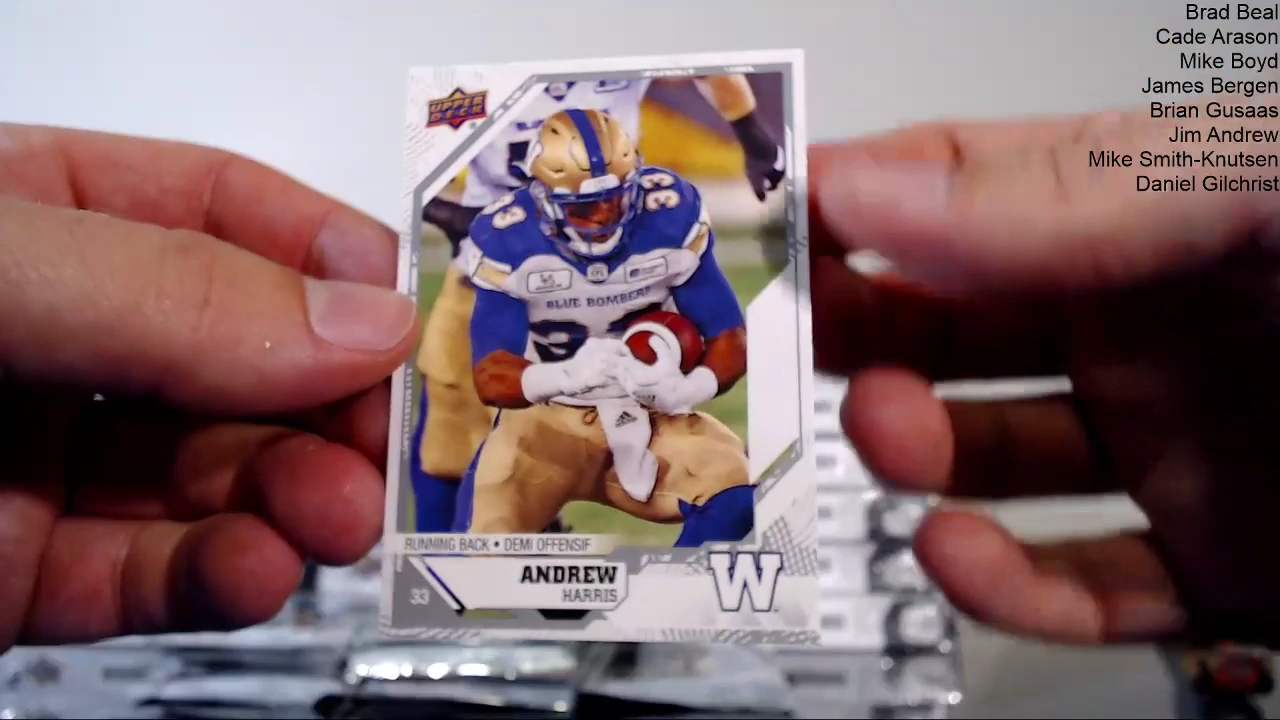 Brad Beal
Cade Arason
Mike Boyd
James Bergen
Brian Gusaas
Jim Andrew
Mike Smith-Knutsen
Daniel Gilchrist
UPPER
DECK
33
33
BLUE BOMBERS
33
RUNNING BACK • DEMI OFFENSIF
33
ANDREW
HARRIS
W